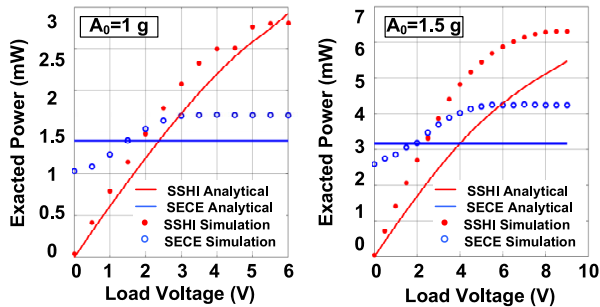 A₀=1 g
Exacted Power (mW)
3
2.5
2
1.5
1
0.5
0
SSHI Analytical
SECE Analytical
SSHI Simulation
SECE Simulation
0 1 2 3 4 5 6
Load Voltage (V)
A₀=1.5 g
Exacted Power (mW)
7
6
5
4
3
2
1
0
SSHI Analytical
SECE Analytical
SSHI Simulation
SECE Simulation
0 2 4 6 8 10
Load Voltage (V)